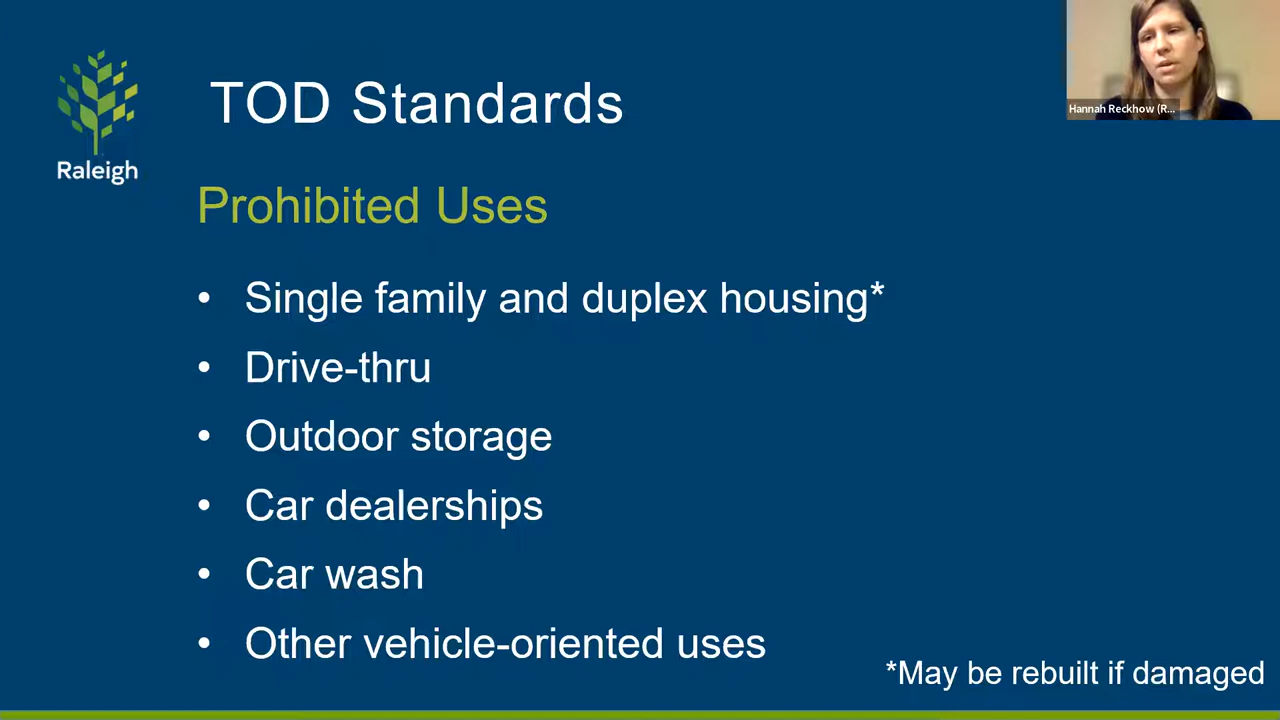 TOD Standards
Hannah Reckhow (R...
Raleigh
Prohibited Uses
• Single family and duplex housing*
• Drive-thru
• Outdoor storage
• Car dealerships
• Car wash
• Other vehicle-oriented uses
*May be rebuilt if damaged